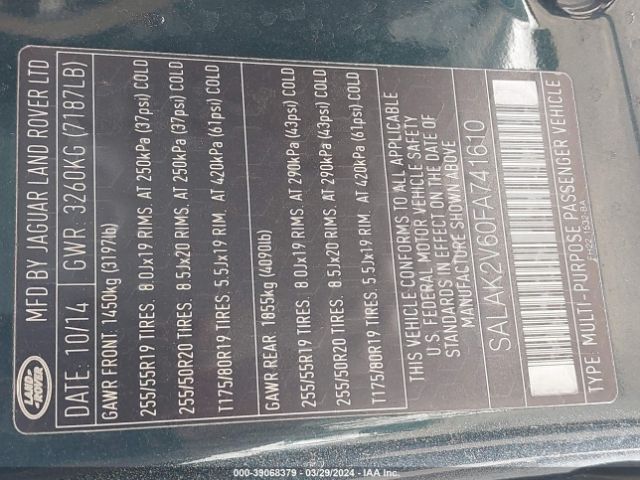 LAND ROVER
MFD BY JAGUAR LAND ROVER LTD
DATE: 10/14 GWR 3260KG (7187LB)
GAWR FRONT: 1450kg (3197lb)
255/55R19 TIRES. 8.0Jx19 RIMS. AT 250kPa (37psi) COLD
255/50R20 TIRES. 8.5Jx20 RIMS. AT 250kPa (37psi) COLD
T175/80R19 TIRES. 5.5Jx19 RIMS. AT 420kPa (61psi) COLD
GAWR REAR: 1855kg (4090lb)
255/55R19 TIRES. 8.0Jx19 RIMS. AT 290kPa (43psi) COLD
255/50R20 TIRES. 8.5Jx20 RIMS. AT 290kPa (43psi) COLD
T175/80R19 TIRES. 5.5Jx19 RIMS. AT 420kPa (61psi) COLD
THIS VEHICLE CONFORMS TO ALL APPLICABLE
U.S. FEDERAL MOTOR VEHICLE SAFETY
STANDARDS IN EFFECT ON THE DATE OF
MANUFACTURE SHOWN ABOVE
SALAK2V60FA741610
TYPE: MULTI-PURPOSE PASSENGER VEHICLE
000-39068379 - 03/29/2024 - IAA Inc.